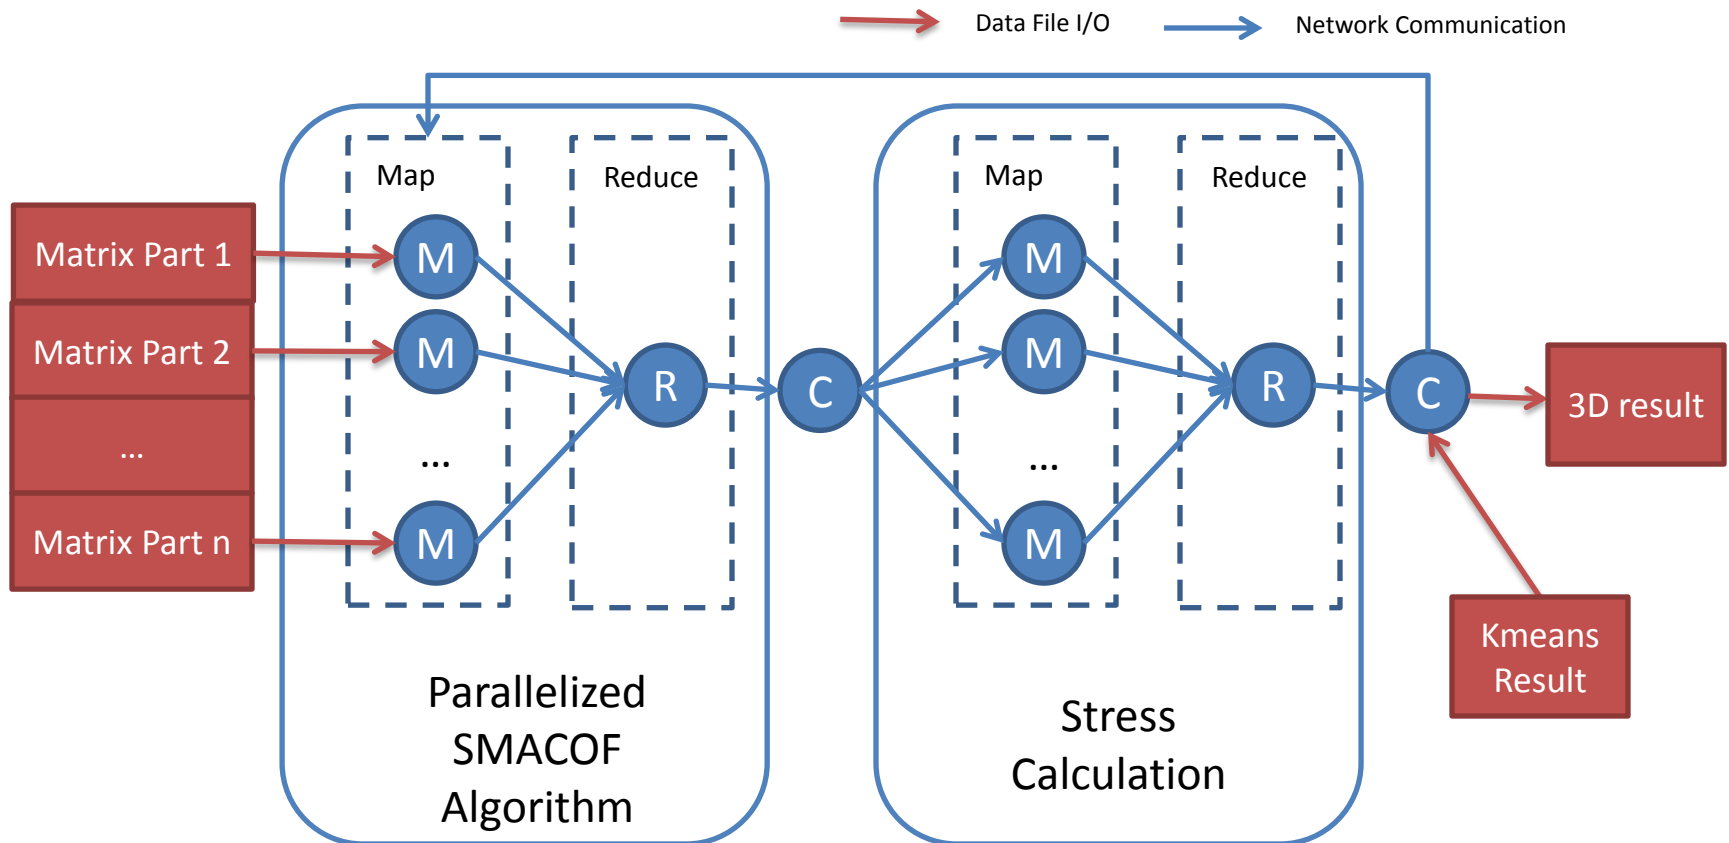 Data File I/O
Network Communication
Map
Reduce
Map
Reduce
Matrix Part 1
M
M
Matrix Part 2
M
M
R
C
R
C
3D result
...
...
...
Matrix Part n
M
M
Kmeans
Result
Parallelized
SMACOF
Algorithm
Stress
Calculation